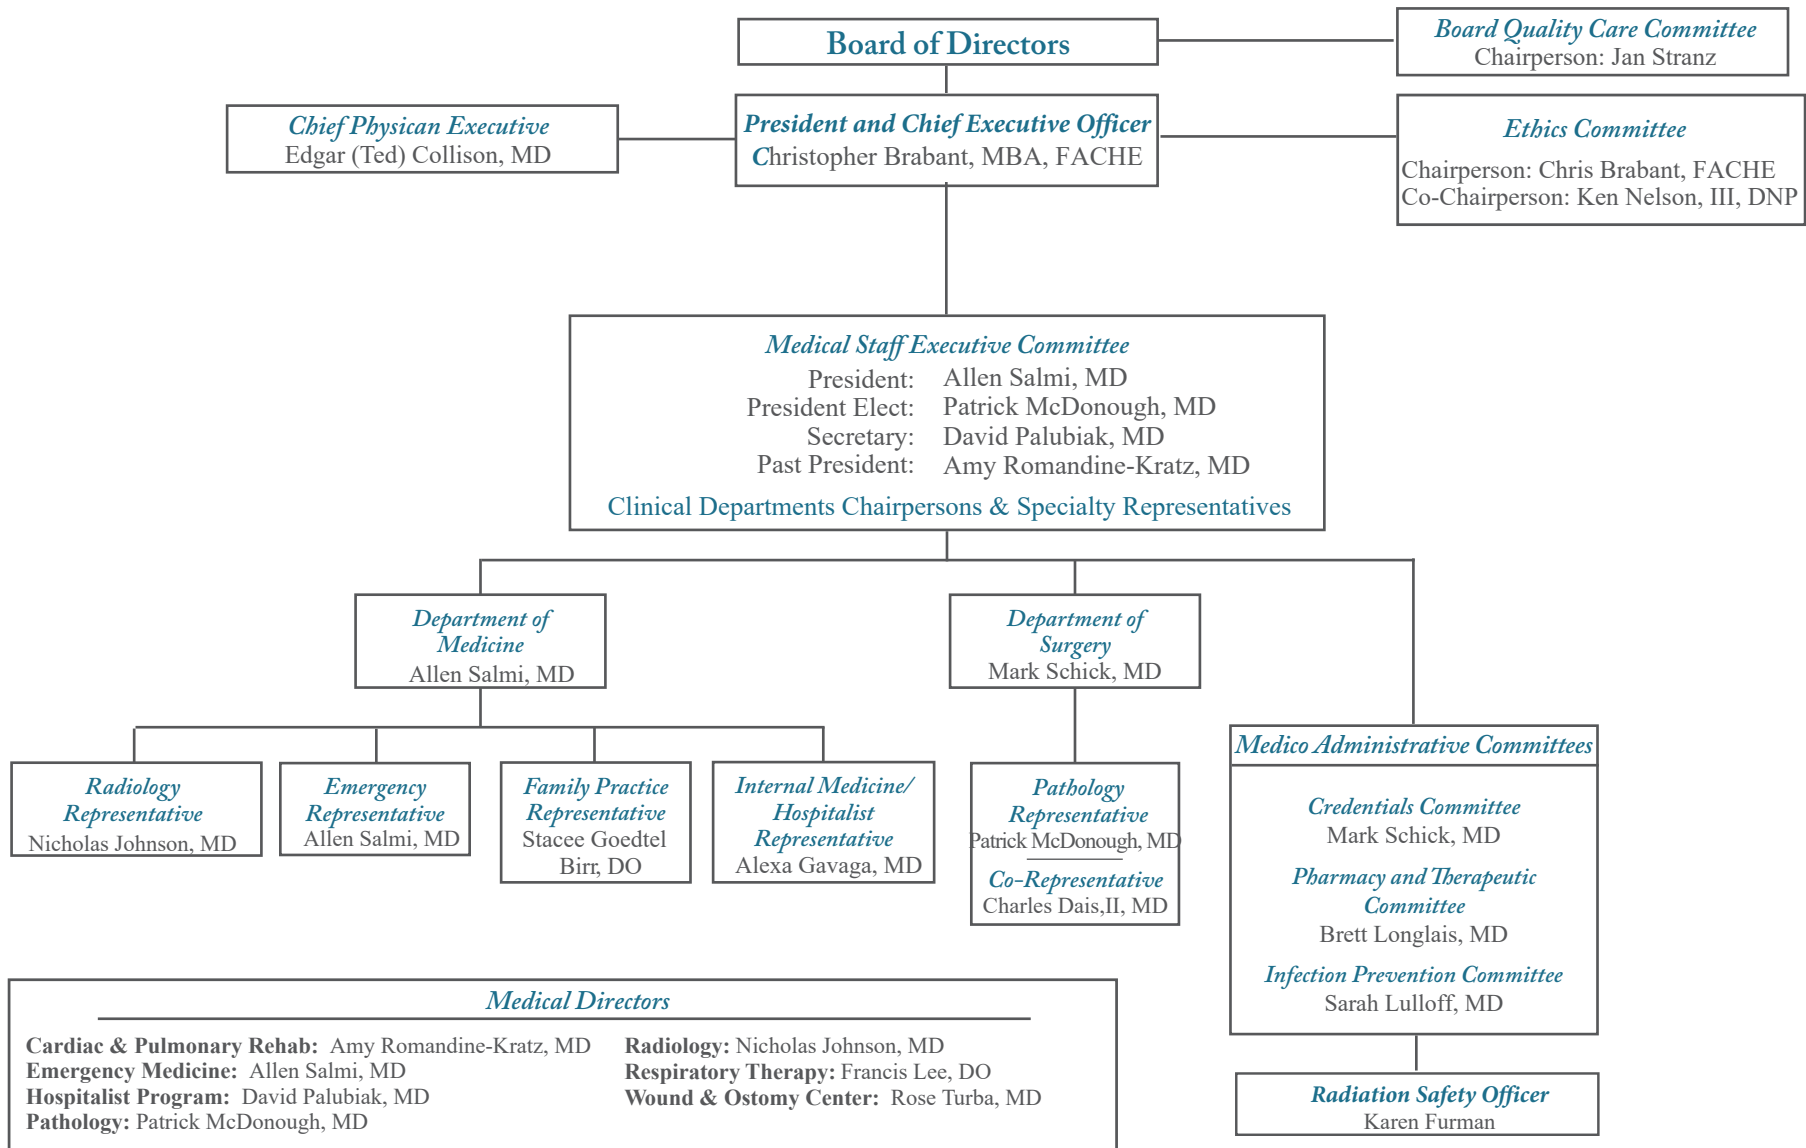 Board of Directors
Board Quality Care Committee
Chairperson: Jan Stranz
Chief Physican Executive
Edgar (Ted) Collison, MD
President and Chief Executive Officer
Christopher Brabant, MBA, FACHE
Ethics Committee
Chairperson: Chris Brabant, FACHE
Co-Chairperson: Ken Nelson, III, DNP
Medical Staff Executive Committee
President: Allen Salmi, MD
President Elect: Patrick McDonough, MD
Secretary: David Palubiak, MD
Past President: Amy Romandine-Kratz, MD
Clinical Departments Chairpersons & Specialty Representatives
Department of
Medicine
Allen Salmi, MD
Department of
Surgery
Mark Schick, MD
Radiology
Representative
Nicholas Johnson, MD
Emergency
Representative
Allen Salmi, MD
Family Practice
Representative
Stacee Goedtel
Birr, DO
Internal Medicine/
Hospitalist
Representative
Alexa Gavaga, MD
Pathology
Representative
Patrick McDonough, MD
Co-Representative
Charles Dais,II, MD
Medico Administrative Committees
Credentials Committee
Mark Schick, MD
Pharmacy and Therapeutic
Committee
Brett Longlais, MD
Infection Prevention Committee
Sarah Lulloff, MD
Radiation Safety Officer
Karen Furman
Medical Directors
Cardiac & Pulmonary Rehab: Amy Romandine-Kratz, MD
Emergency Medicine: Allen Salmi, MD
Hospitalist Program: David Palubiak, MD
Pathology: Patrick McDonough, MD
Radiology: Nicholas Johnson, MD
Respiratory Therapy: Francis Lee, DO
Wound & Ostomy Center: Rose Turba, MD